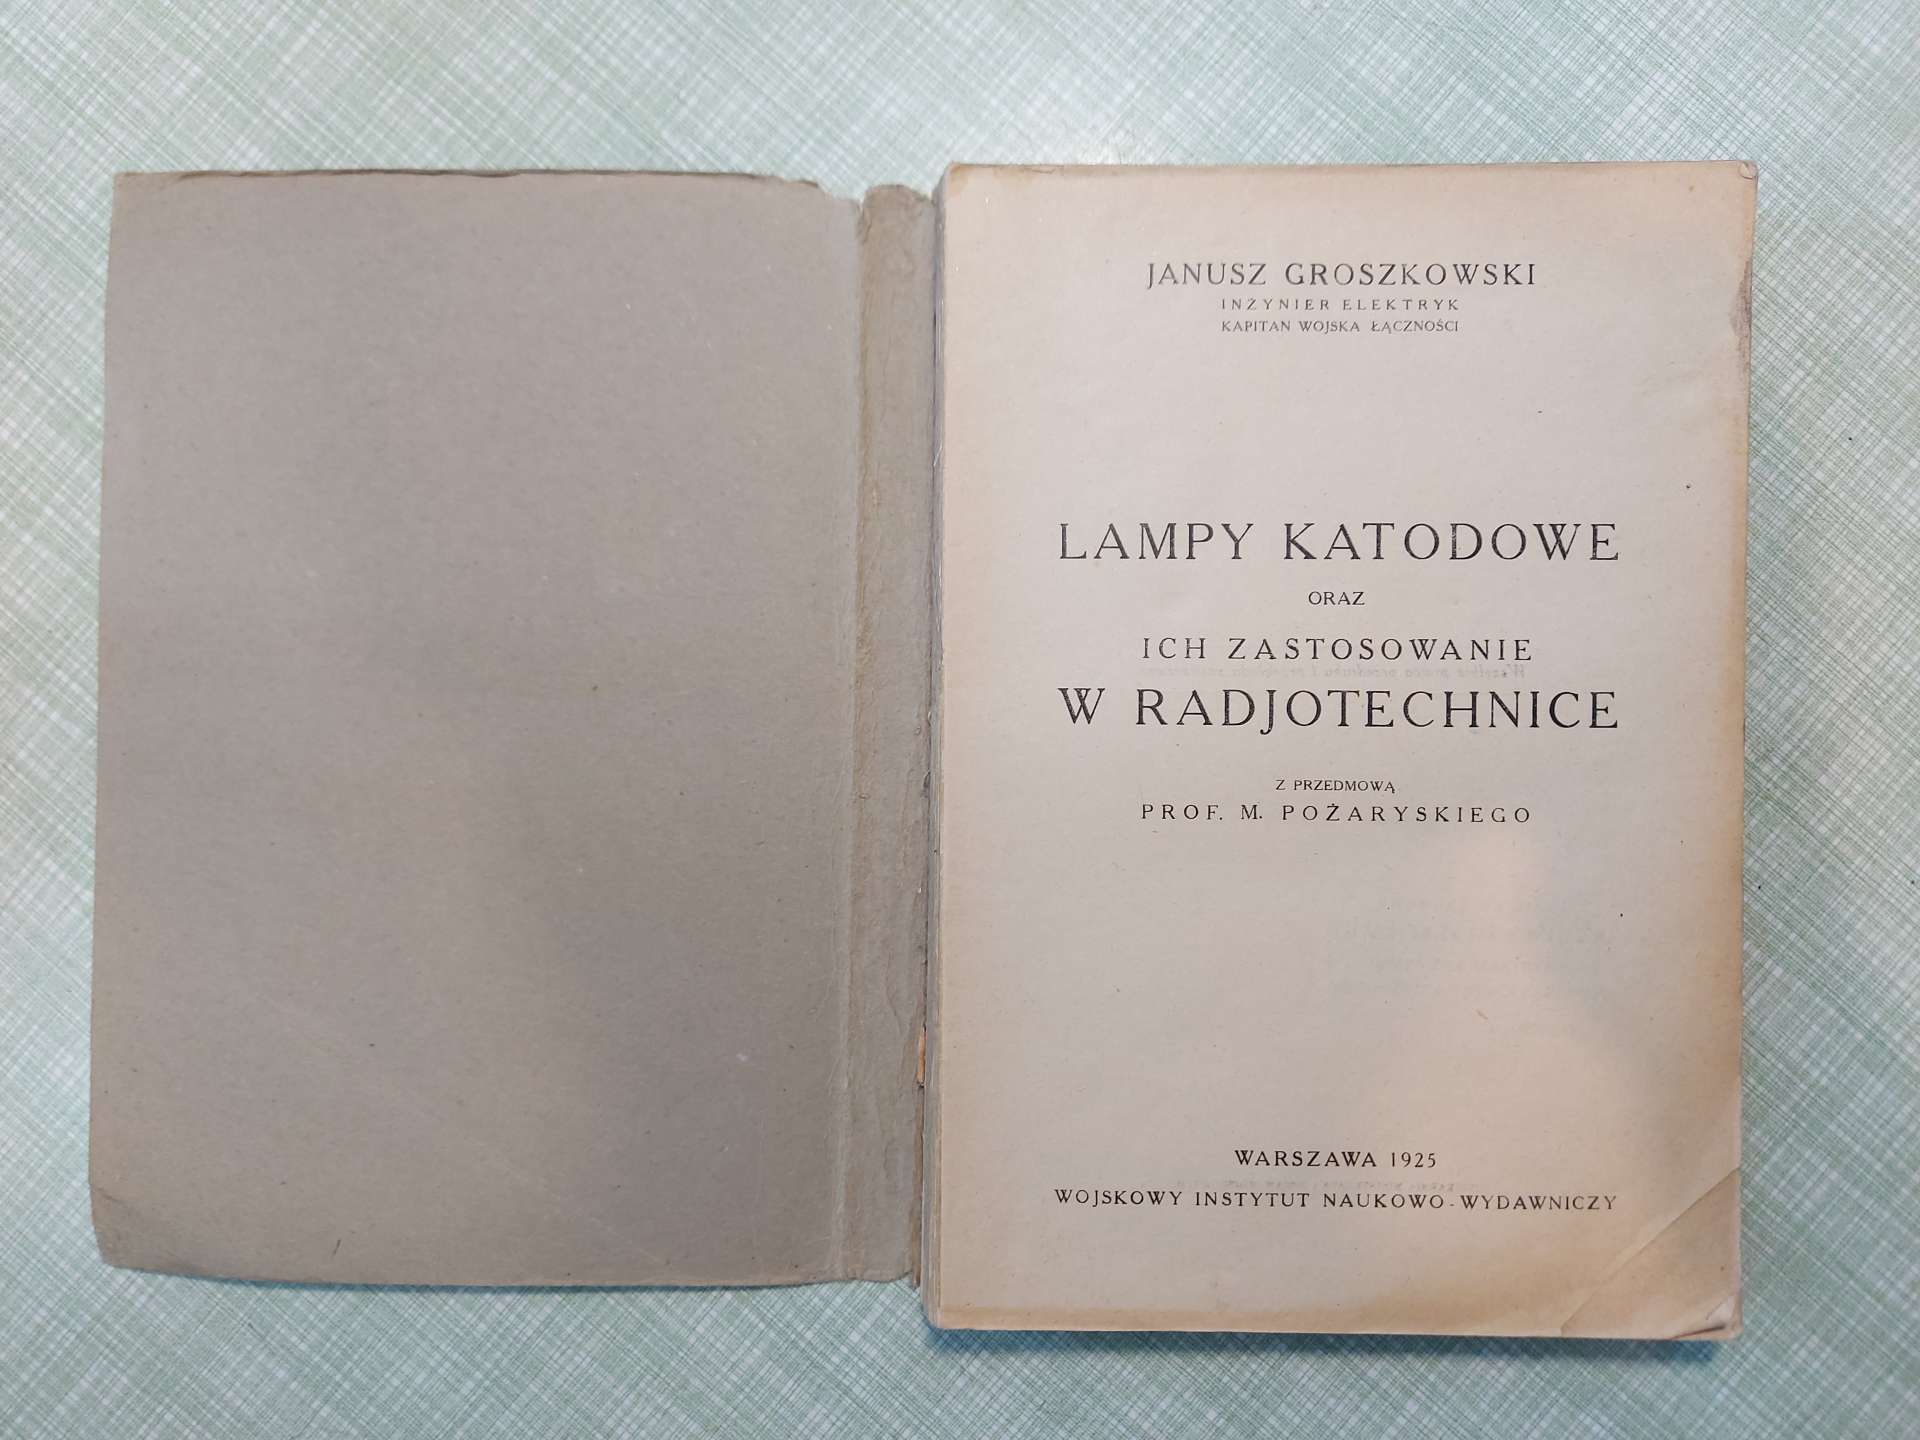 JANUSZ GROSZKOWSKI
INŻYNIER ELEKTRYK
KAPITAN WOJSKA ŁĄCZNOŚCI
LAMPY KATODOWE
ORAZ
ICH ZASTOSOWANIE
W RADJOTECHNICE
Z PRZEDMOWĄ
PROF. M. POŻARYSKIEGO
WARSZAWA 1925
WOJSKOWY INSTYTUT NAUKOWO-WYDAWNICZY